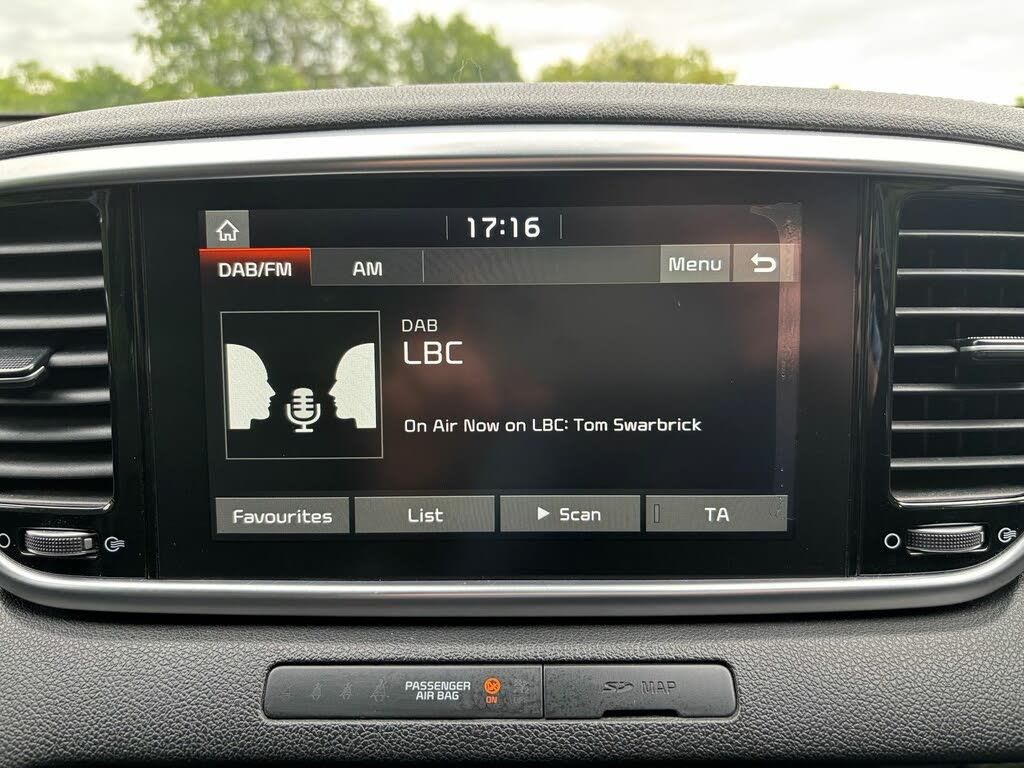 17:16
DAB/FM
AM
Menu
DAB
LBC
On Air Now on LBC: Tom Swarbrick
Favourites
List
Scan
TA
PASSENGER
AIR BAG
ON
SD MAP